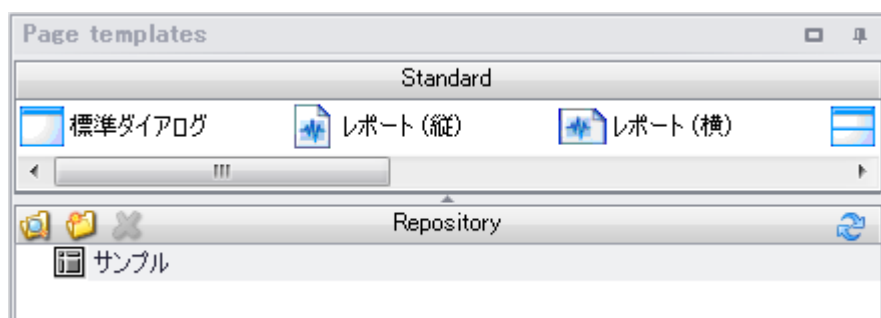 Page templates
Standard
標準ダイアログ レポート (縦) レポート (横)
Repository
サンプル